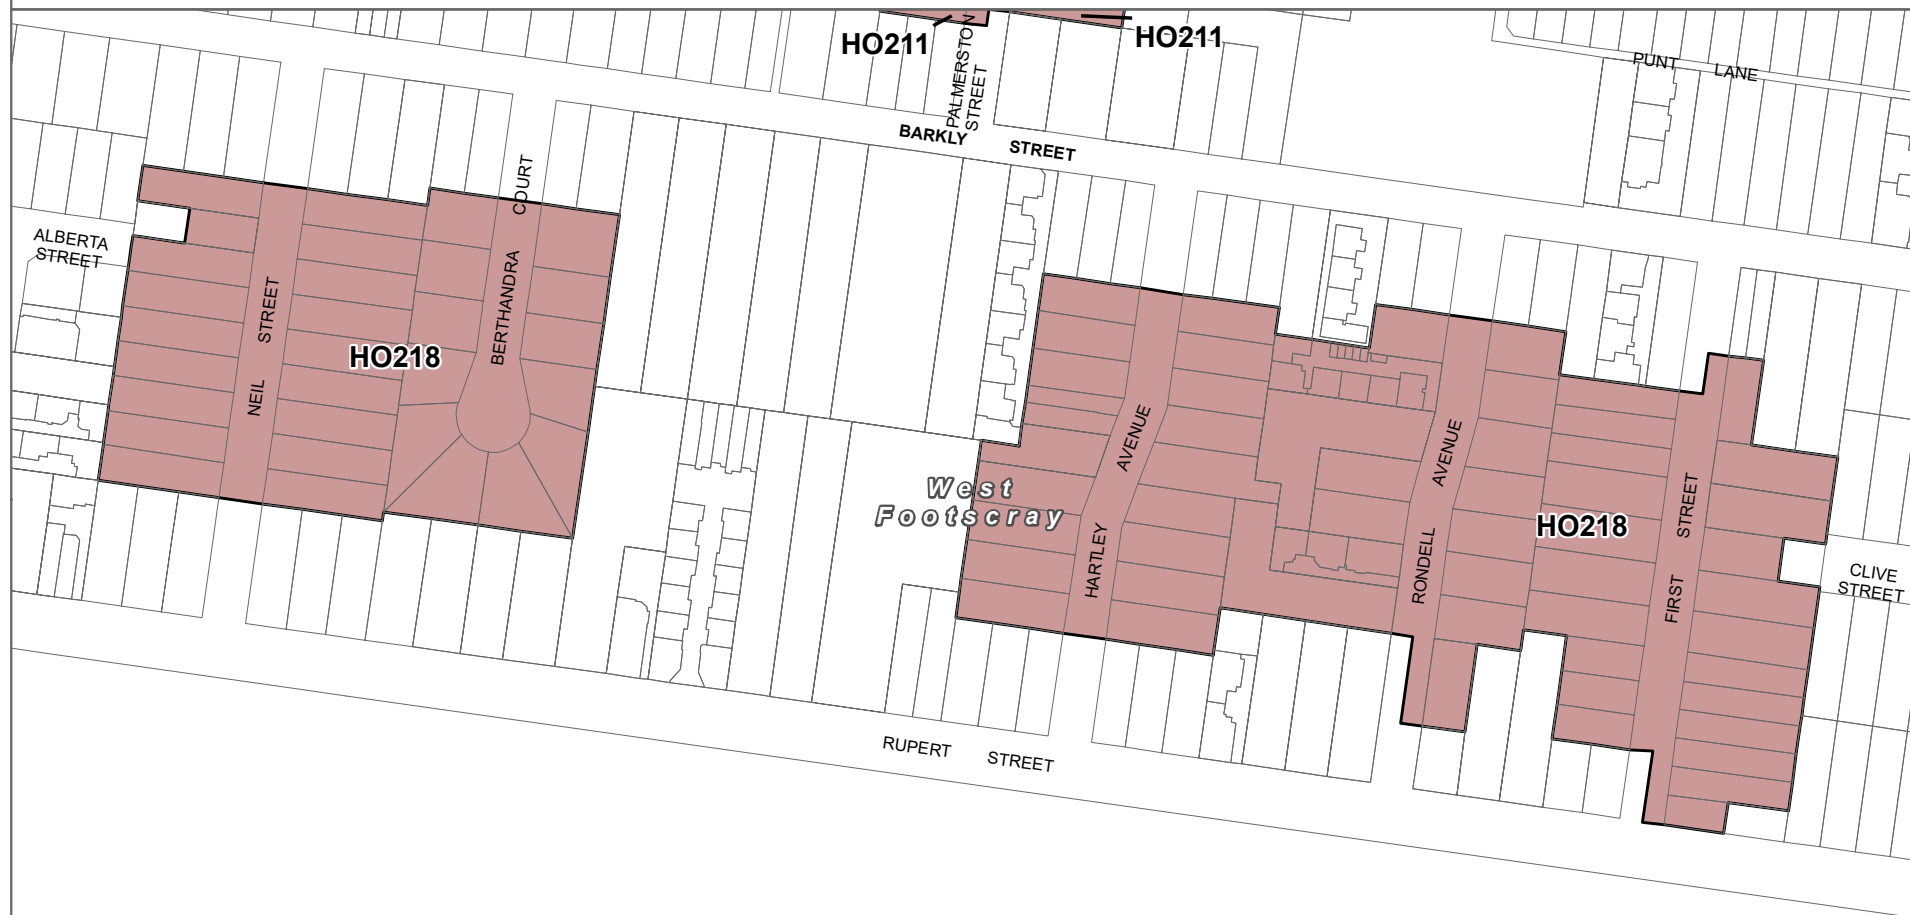 HO211
HO211
PALMERSTON
STREET
PUNT LANE
BARKLY STREET
ALBERTA
STREET
NEIL STREET
HO218
BERTHANDRA COURT
West
Footscray
HARTLEY AVENUE
RONDELL AVENUE
HO218
FIRST STREET
CLIVE
STREET
RUPERT STREET